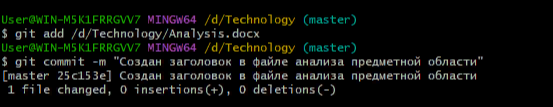 User@WIN-M5K1FRRGVV7 MINGW64 /d/Technology (master)
$ git add /d/Technology/Analysis.docx
User@WIN-M5K1FRRGVV7 MINGW64 /d/Technology (master)
$ git commit -m "Создан заголовок в файле анализа предметной области"
[master 25c153e] Создан заголовок в файле анализа предметной области
1 file changed, 0 insertions(+), 0 deletions(-)